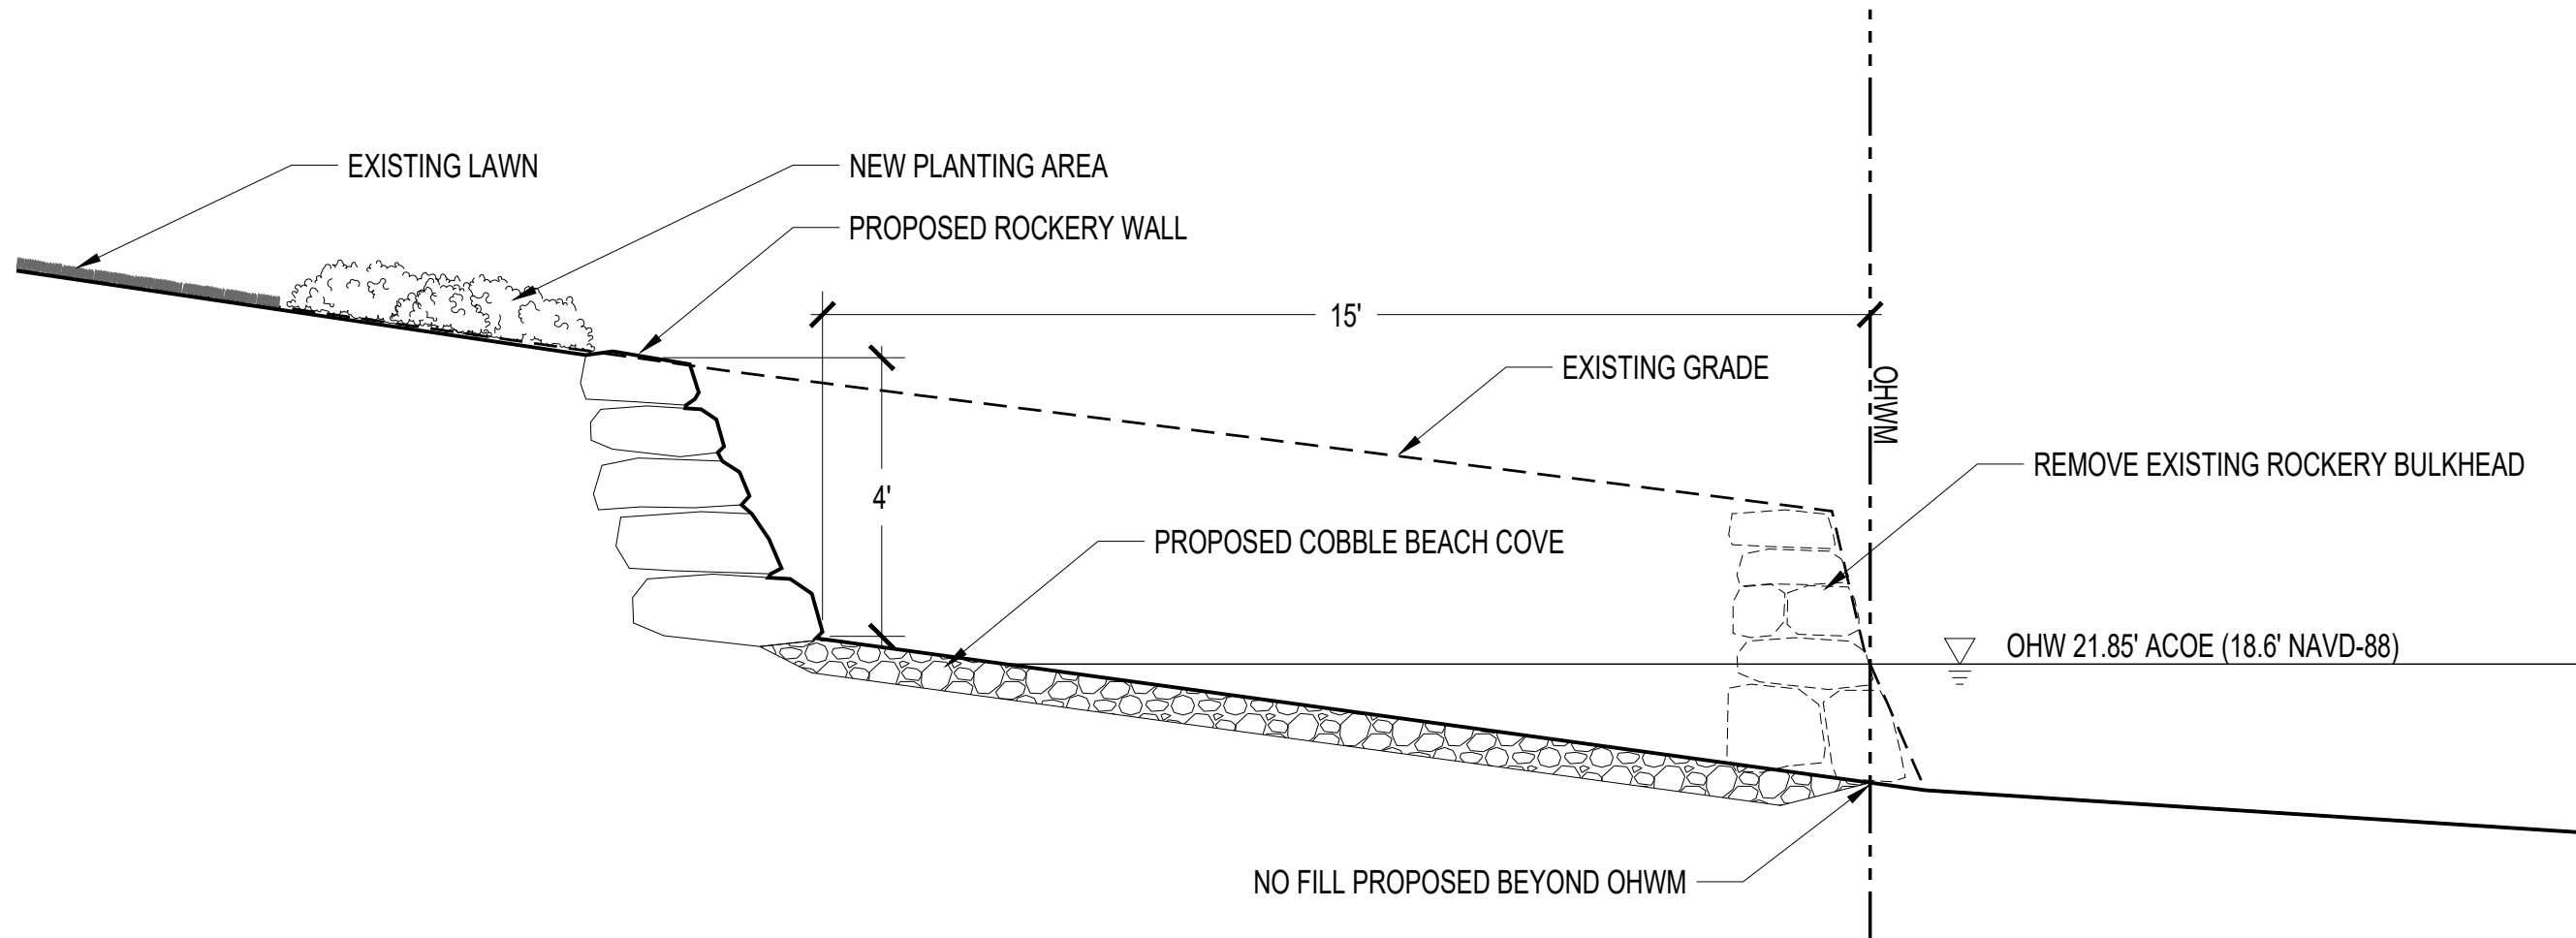 EXISTING LAWN
NEW PLANTING AREA
PROPOSED ROCKERY WALL
15'
EXISTING GRADE
OHWM
REMOVE EXISTING ROCKERY BULKHEAD
4'
PROPOSED COBBLE BEACH COVE
OHW 21.85' ACOE (18.6' NAVD-88)
NO FILL PROPOSED BEYOND OHWM